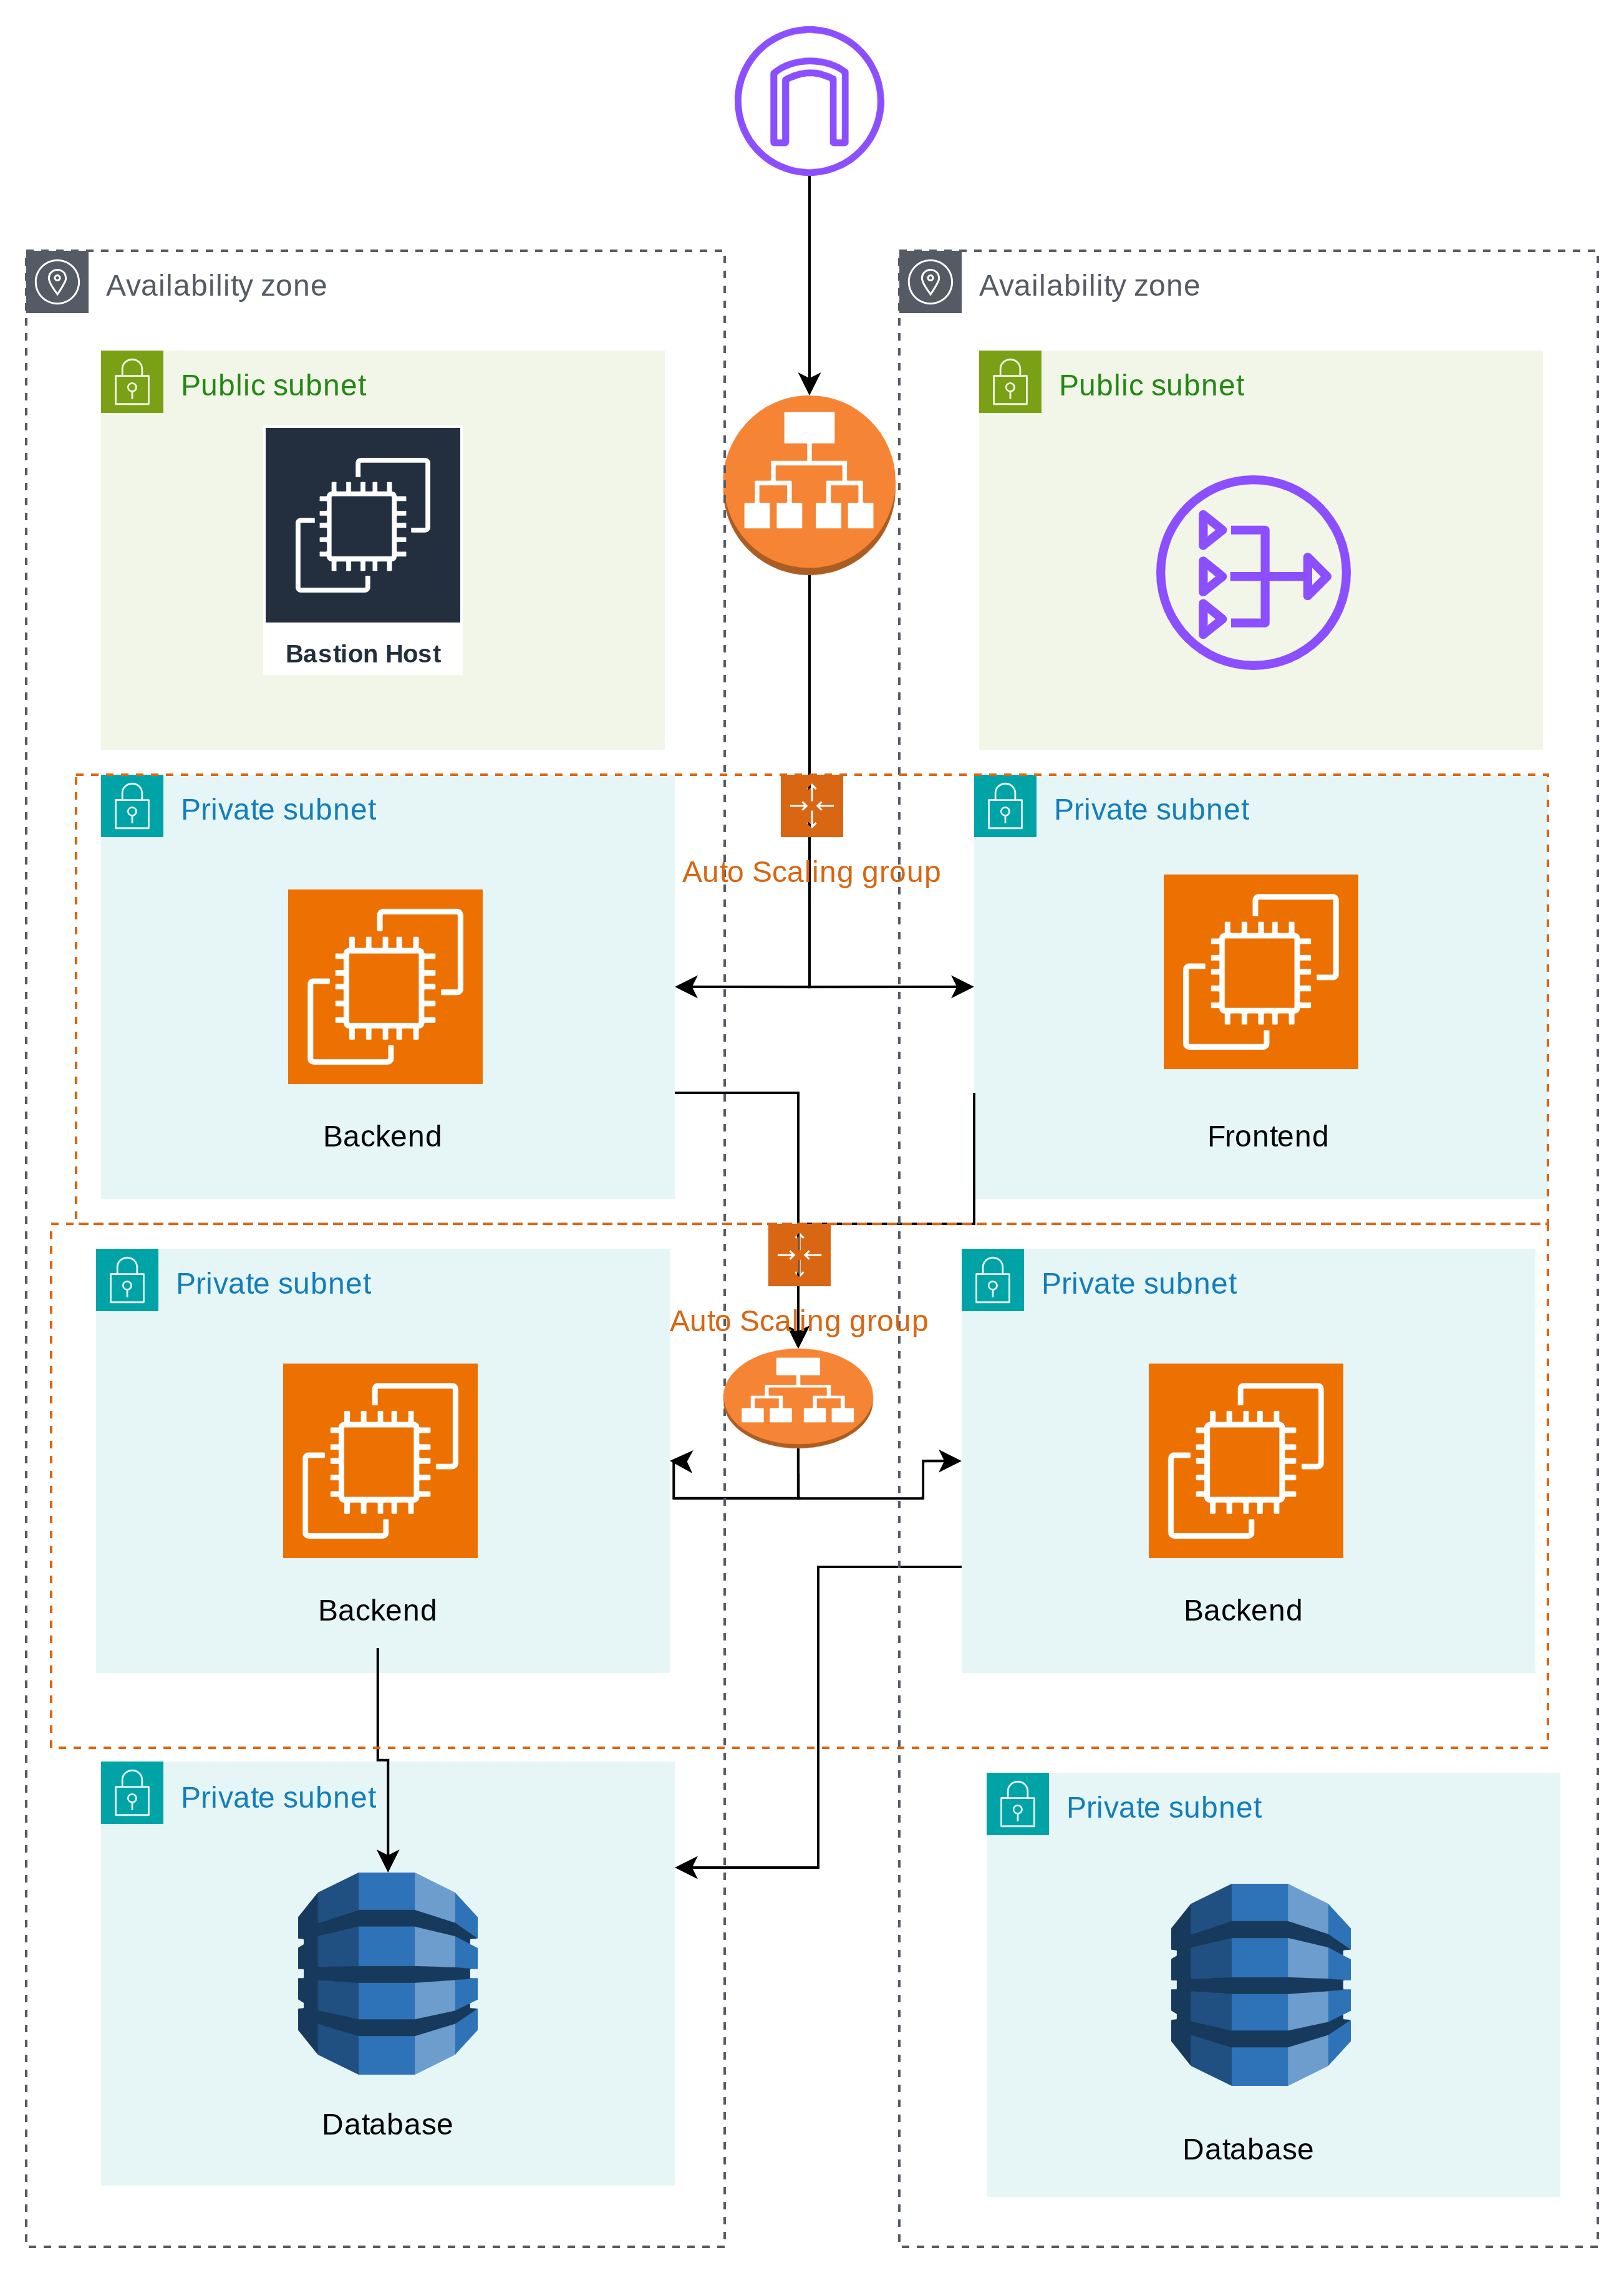 Availability zone
Availability zone
Public subnet
Public subnet
Bastion Host
Private subnet
Private subnet
Auto Scaling group
Backend
Frontend
Private subnet
Private subnet
Auto Scaling group
Backend
Backend
Private subnet
Private subnet
Database
Database